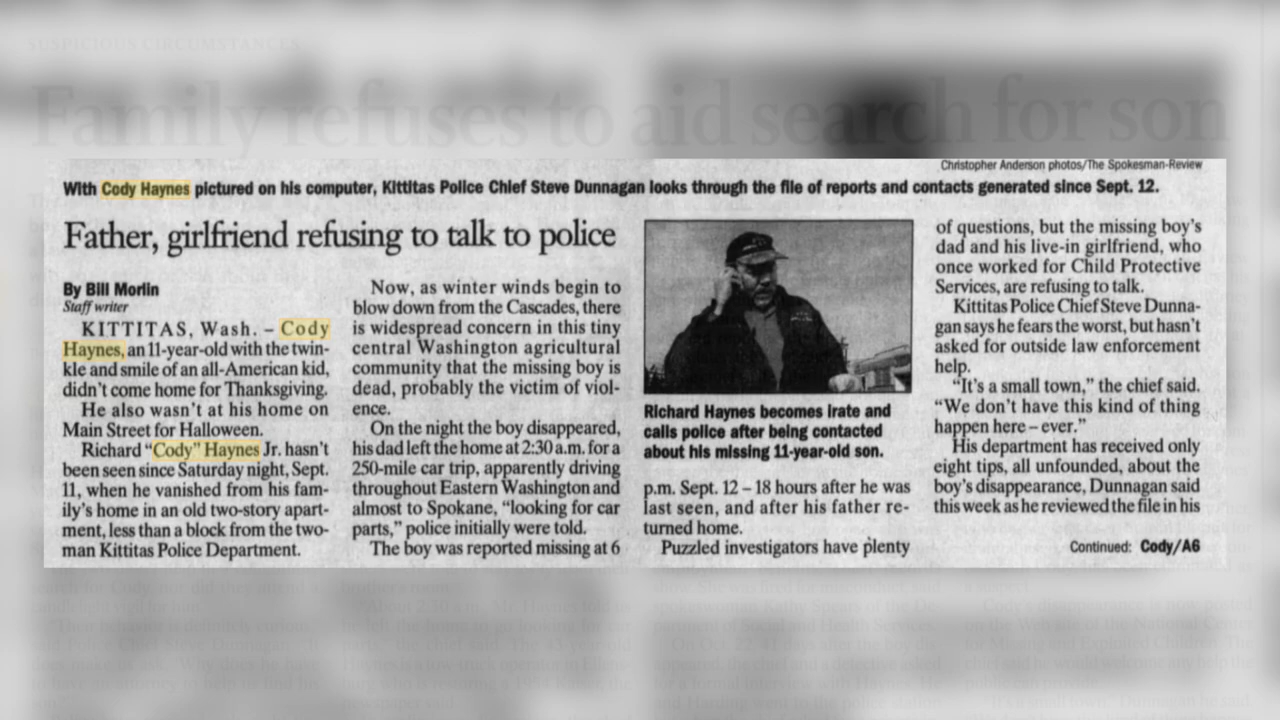 SUSPICIOUS CIRCUMSTANCES
Family refuses to aid search for son
Christopher Anderson photos/The Spokesman-Review
With Cody Haynes pictured on his computer, Kittitas Police Chief Steve Dunnagan looks through the file of reports and contacts generated since Sept. 12.
Father, girlfriend refusing to talk to police
By Bill Morlin
Staff writer
KITTITAS, Wash. – Cody
Haynes, an 11-year-old with the twin-
kle and smile of an all-American kid,
didn't come home for Thanksgiving.
He also wasn't at his home on
Main Street for Halloween.
Richard “Cody” Haynes Jr. hasn't
been seen since Saturday night, Sept.
11, when he vanished from his fam-
ily's home in an old two-story apart-
ment, less than a block from the two-
man Kittitas Police Department.
Now, as winter winds begin to
blow down from the Cascades, there
is widespread concern in this tiny
central Washington agricultural
community that the missing boy is
dead, probably the victim of viol-
ence.
On the night the boy disappeared,
his dad left the home at 2:30 a.m. for a
250-mile car trip, apparently driving
throughout Eastern Washington and
almost to Spokane, “looking for car
parts,” police initially were told.
The boy was reported missing at 6
Richard Haynes becomes irate and
calls police after being contacted
about his missing 11-year-old son.
p.m. Sept. 12 – 18 hours after he was
last seen, and after his father re-
turned home.
Puzzled investigators have plenty
of questions, but the missing boy's
dad and his live-in girlfriend, who
once worked for Child Protective
Services, are refusing to talk.
Kittitas Police Chief Steve Dunna-
gan says he fears the worst, but hasn't
asked for outside law enforcement
help.
“It's a small town,” the chief said.
“We don't have this kind of thing
happen here – ever.”
His department has received only
eight tips, all unfounded, about the
boy's disappearance, Dunnagan said
this week as he reviewed the file in his
Continued: Cody/A6